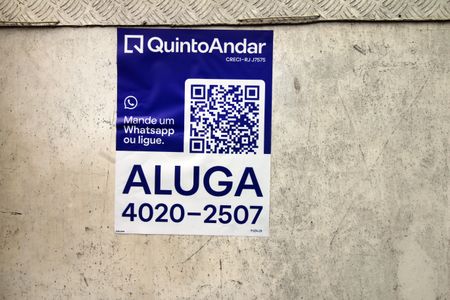 QuintoAndar
CRECI-RJ J7575
Mande um
Whatsapp
ou ligue.
ALUGA
4020-2507